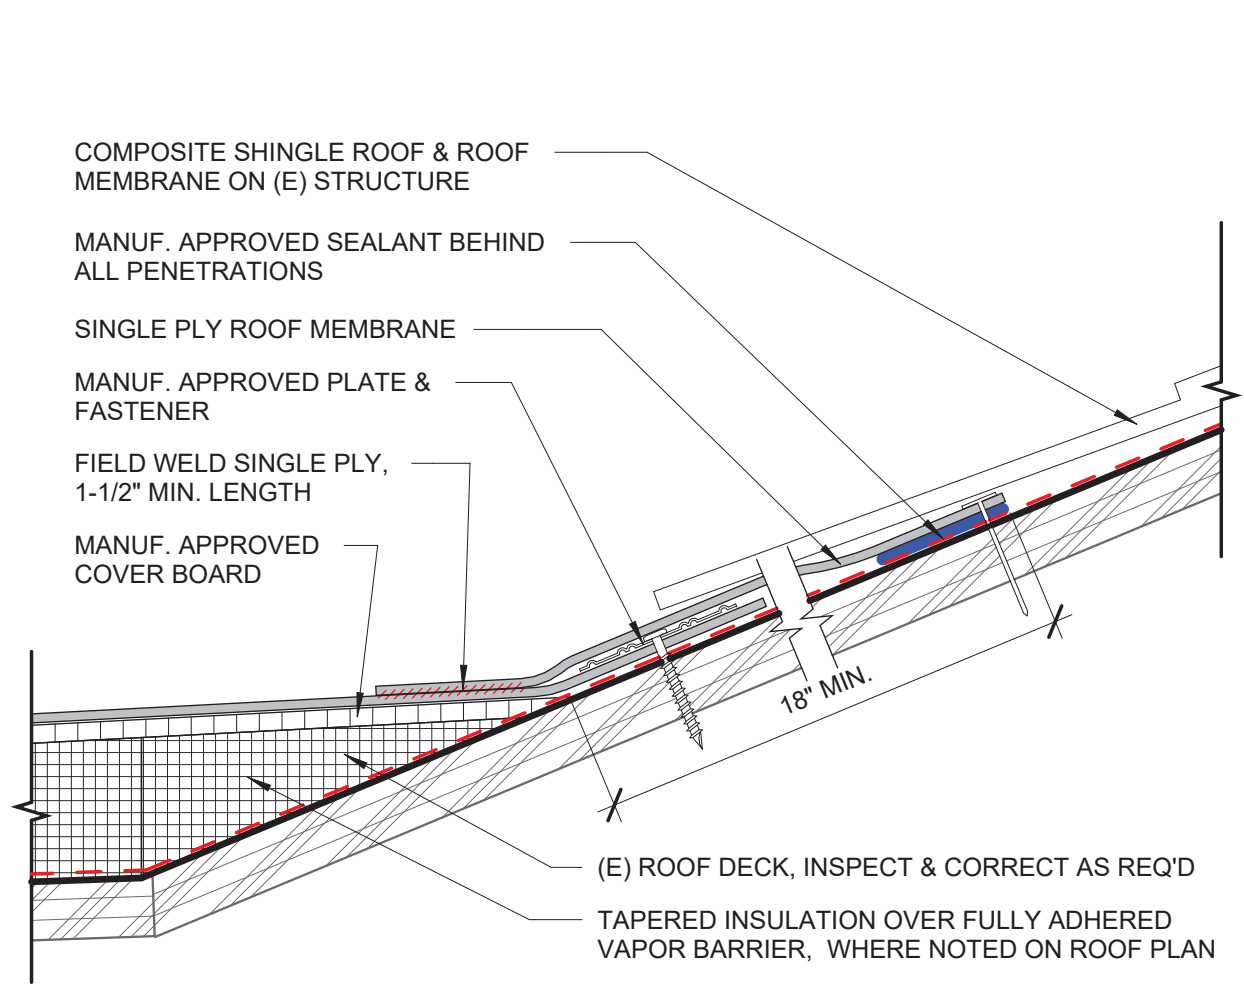 COMPOSITE SHINGLE ROOF & ROOF
MEMBRANE ON (E) STRUCTURE
MANUF. APPROVED SEALANT BEHIND
ALL PENETRATIONS
SINGLE PLY ROOF MEMBRANE
MANUF. APPROVED PLATE &
FASTENER
FIELD WELD SINGLE PLY,
1-1/2" MIN. LENGTH
MANUF. APPROVED
COVER BOARD
18" MIN.
(E) ROOF DECK, INSPECT & CORRECT AS REQ'D
TAPERED INSULATION OVER FULLY ADHERED
VAPOR BARRIER, WHERE NOTED ON ROOF PLAN